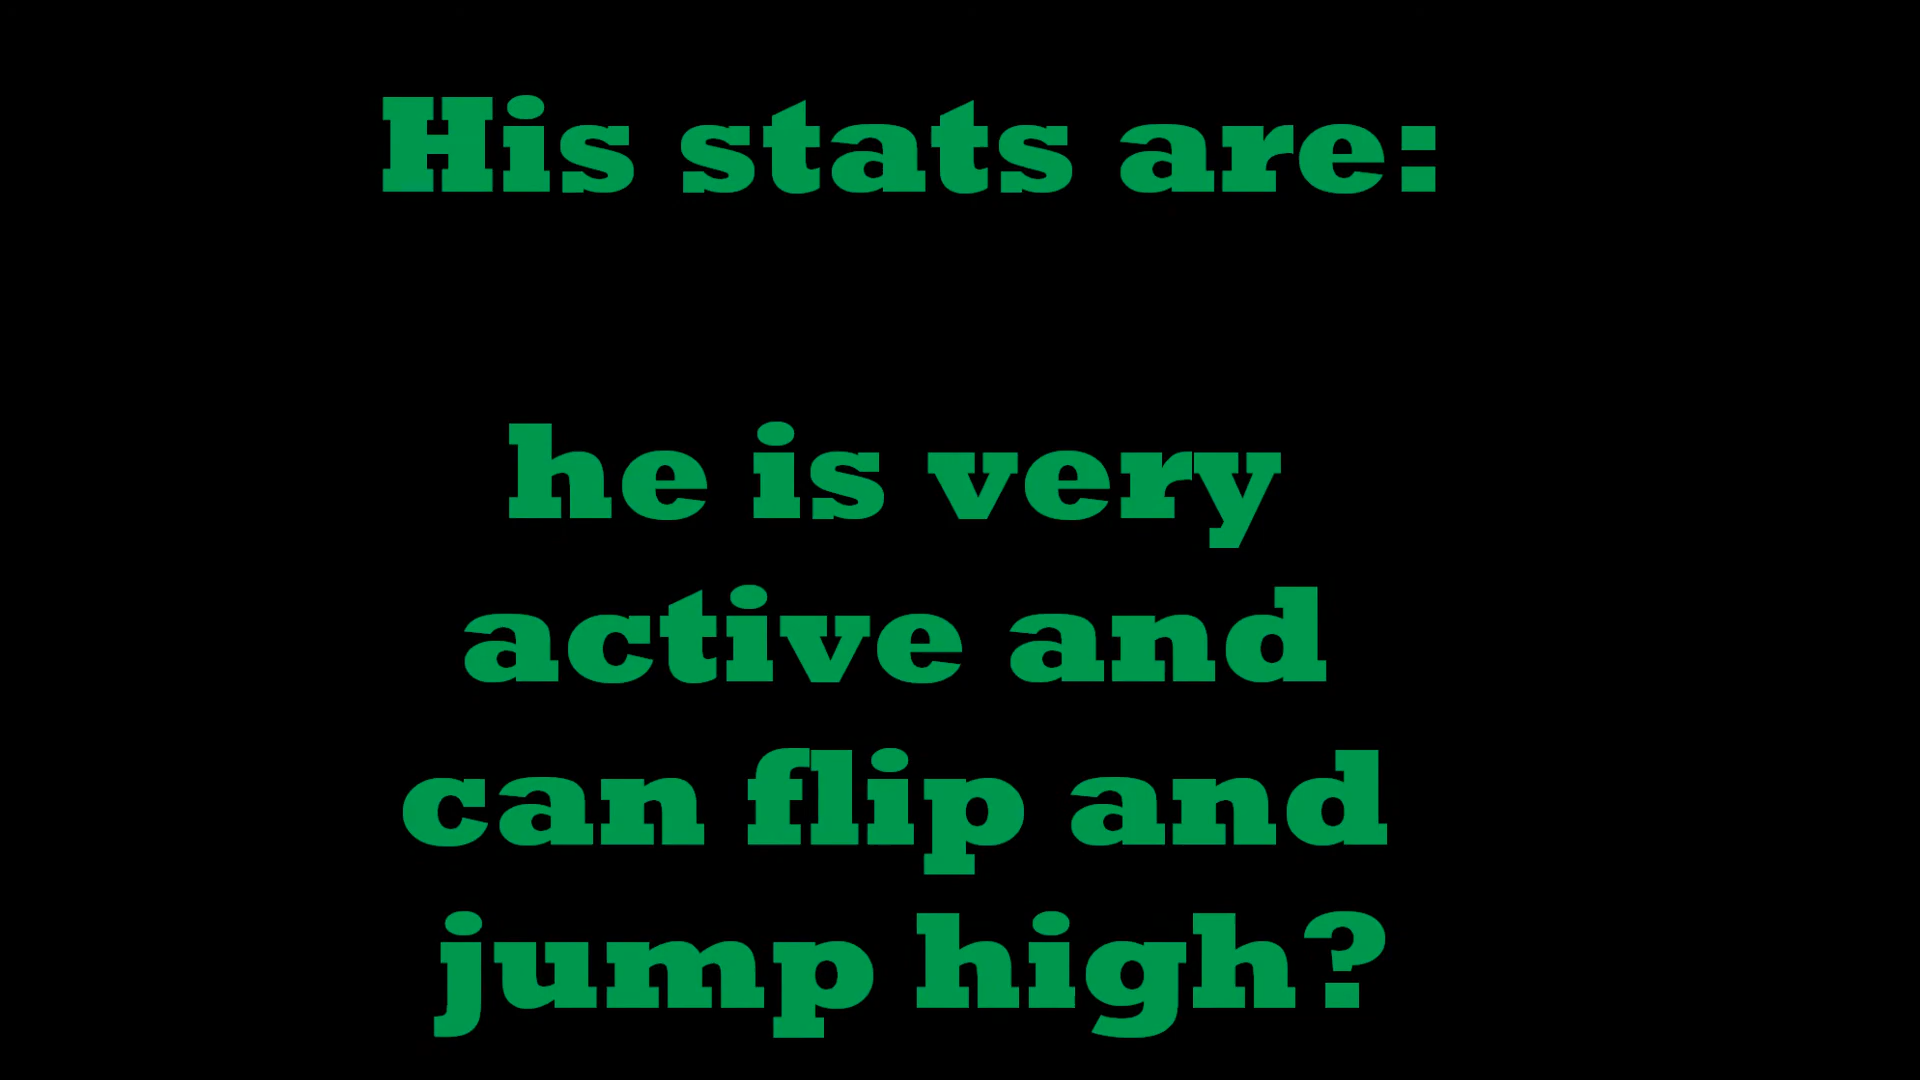 His stats are:
he is very
active and
can flip and
jump high?